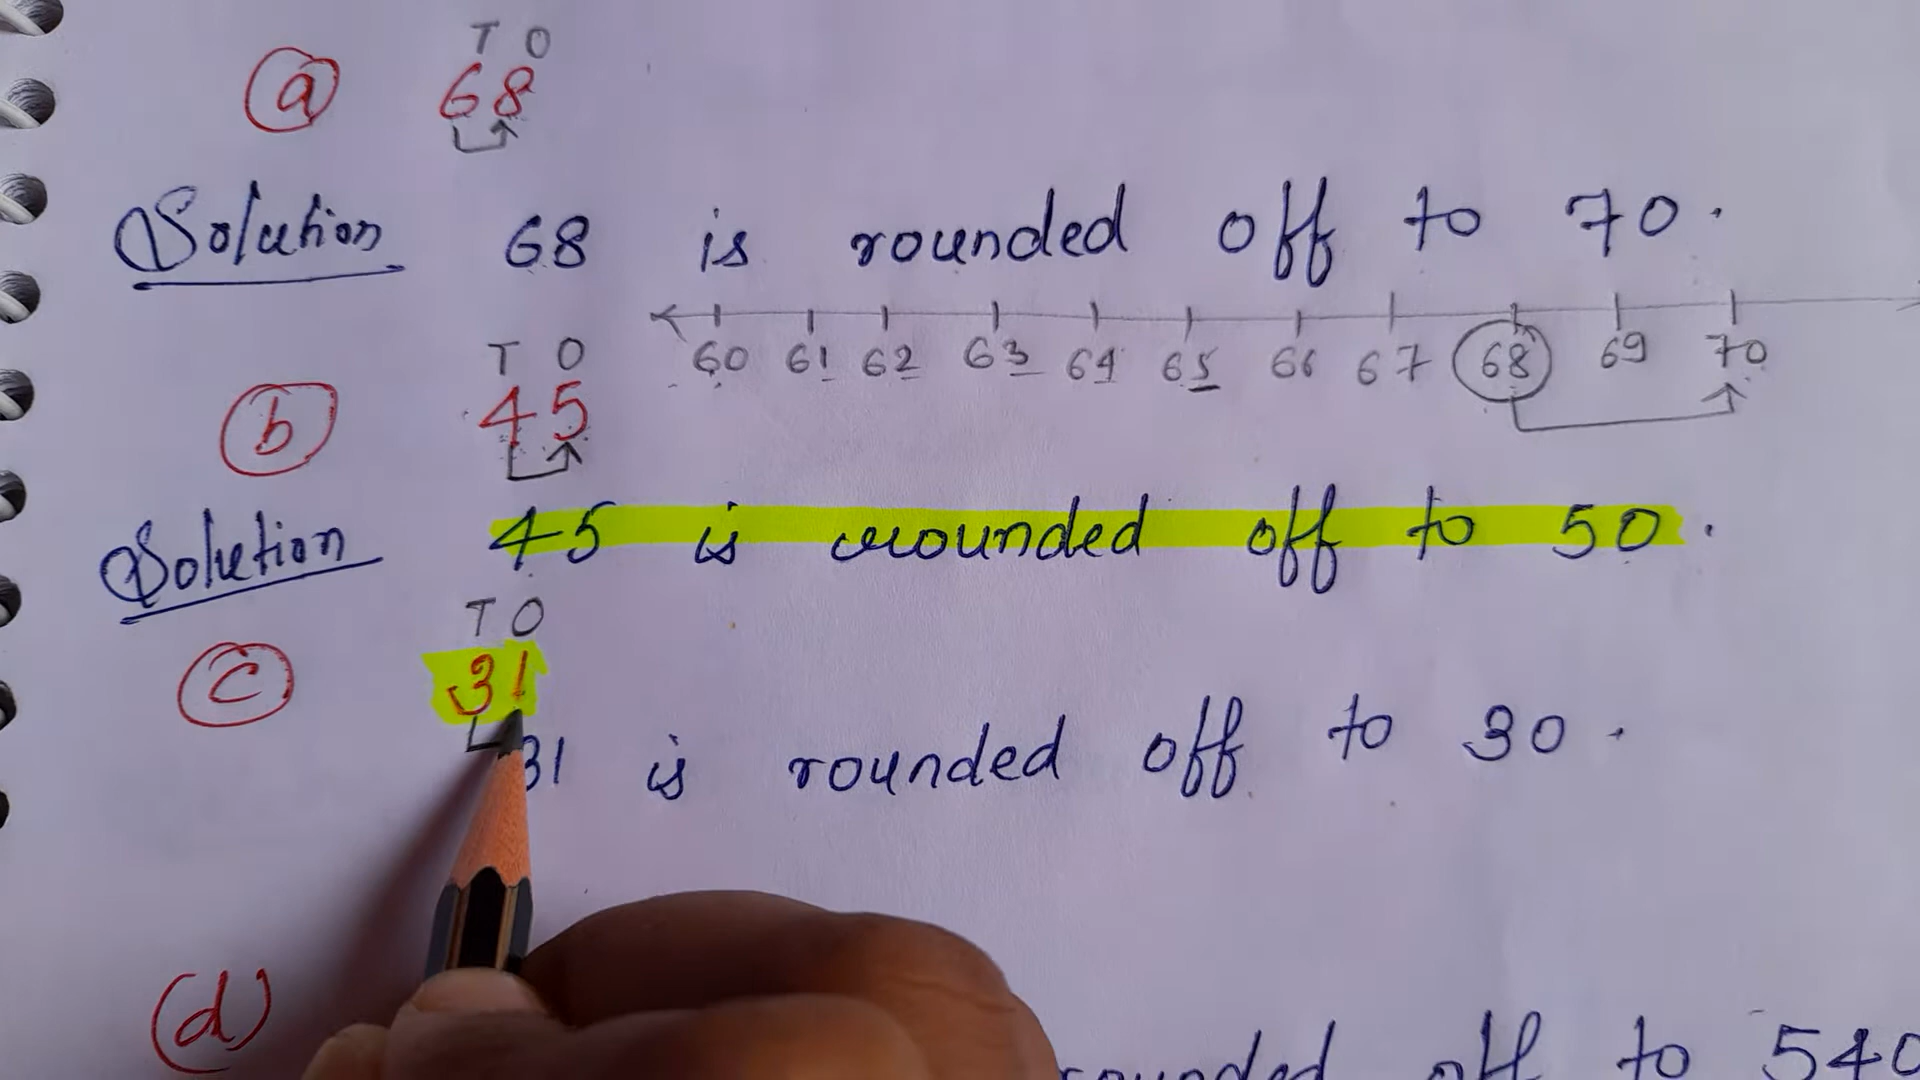 T O
(a) 68
Solution 68 is rounded off to 70.
60 61 62 63 64 65 66 67 68 69 70
T O
(b) 45
Solution 45 is rounded off to 50.
T O
(c) 31
31 is rounded off to 30.
(d)
rounded off to 540